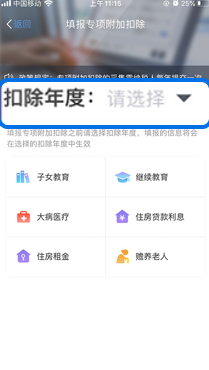 中国移动 上午11:15 25%
返回 填报专项附加扣除
扣除年度： 请选择
填报专项附加扣除之前请选择扣除年度，填报的信息将会
在选择的扣除年度中生效
子女教育 继续教育
大病医疗 住房贷款利息
住房租金 赡养老人